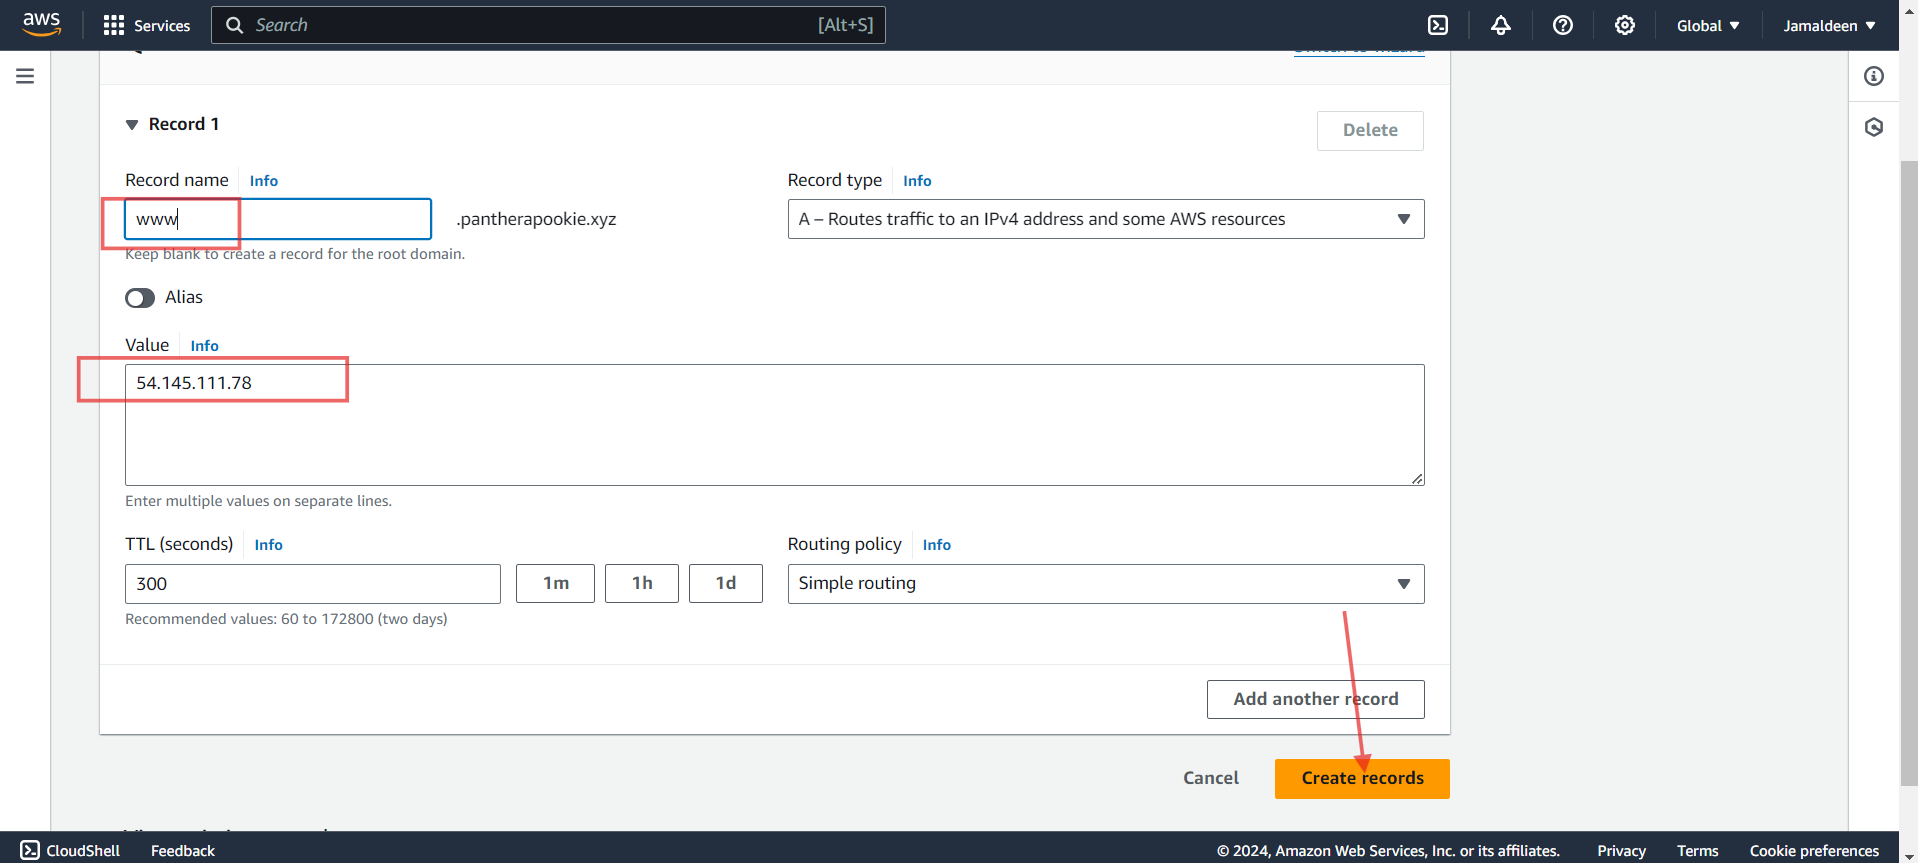 aws Services Search [Alt+S] Global Jamaldeen
Record 1 Delete
Record name Info Record type Info
www .pantherapookie.xyz A – Routes traffic to an IPv4 address and some AWS resources
Keep blank to create a record for the root domain.
Alias
Value Info
54.145.111.78
Enter multiple values on separate lines.
TTL (seconds) Info Routing policy Info
300 1m 1h 1d Simple routing
Recommended values: 60 to 172800 (two days)
Add another record
Cancel Create records
CloudShell Feedback © 2024, Amazon Web Services, Inc. or its affiliates. Privacy Terms Cookie preferences